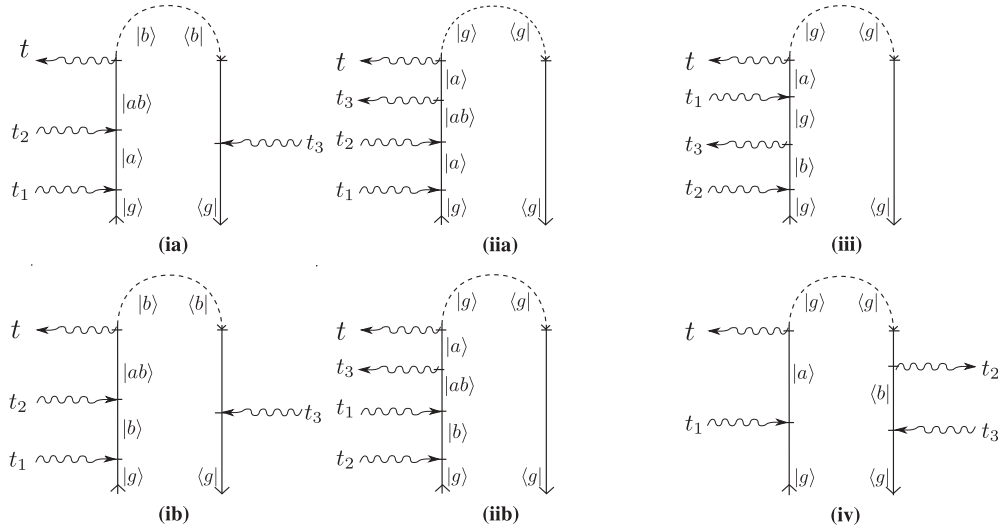 |b⟩ ⟨b|
t
|ab⟩
t₂
t₃
|a⟩
t₁
|g⟩ ⟨g|
(ia)
|g⟩ ⟨g|
t
|a⟩
t₃
|ab⟩
t₂
|a⟩
t₁
|g⟩ ⟨g|
(iia)
|g⟩ ⟨g|
t
|a⟩
t₁
|g⟩
t₃
|b⟩
t₂
|g⟩ ⟨g|
(iii)
|b⟩ ⟨b|
t
|ab⟩
t₂
t₃
|b⟩
t₁
|g⟩ ⟨g|
(ib)
|g⟩ ⟨g|
t
|a⟩
t₃
|ab⟩
t₁
|b⟩
t₂
|g⟩ ⟨g|
(iib)
|g⟩ ⟨g|
t
t₂
|a⟩
⟨b|
t₁
t₃
|g⟩ ⟨g|
(iv)